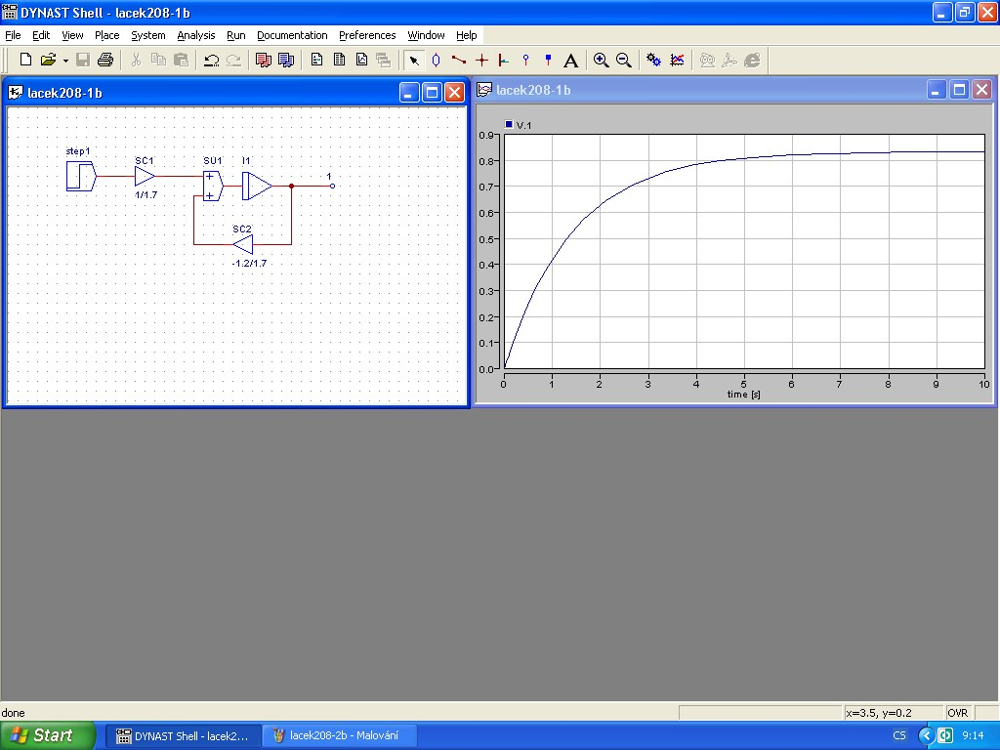 DYNAST Shell - lacek208-1b
File Edit View Place System Analysis Run Documentation Preferences Window Help
A
lacek208-1b
step1
SC1
SU1
I1
1
1/1.7
SC2
-1.2/1.7
lacek208-1b
V.1
0.9
0.8
0.7
0.6
0.5
0.4
0.3
0.2
0.1
0.0
0 1 2 3 4 5 6 7 8 9 10
time [s]
done
x=3.5, y=0.2
OVR
Start
DYNAST Shell - lacek2...
lacek208-2b - Malování
CS
9:14